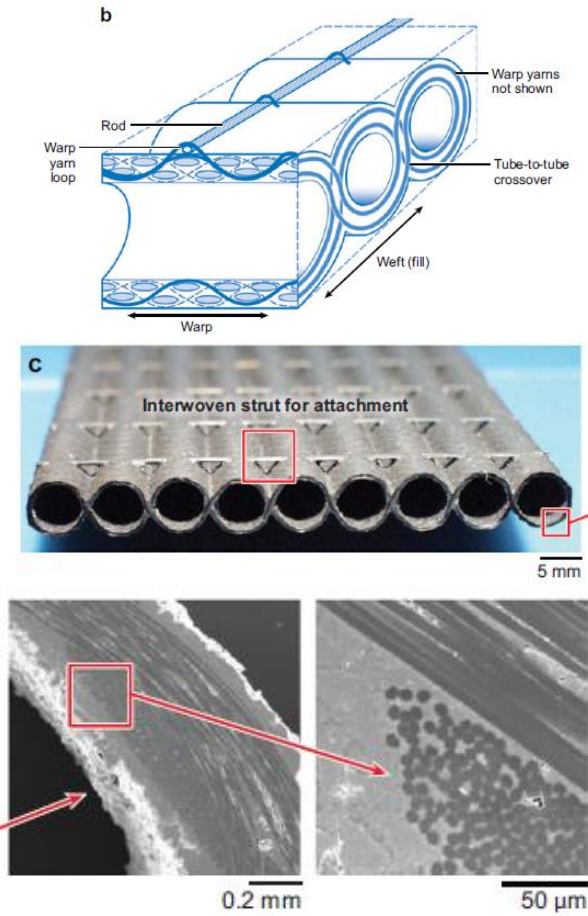 b
Warp yarns
not shown
Rod
Warp
yarn
loop
Tube-to-tube
crossover
Weft (fill)
Warp
c
Interwoven strut for attachment
5 mm
0.2 mm
50 µm